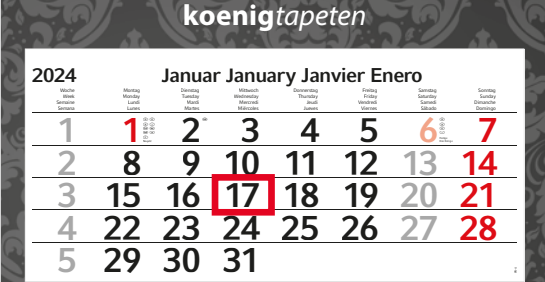 koenigtapeten
2024 Januar January Janvier Enero
Woche Montag Dienstag Mittwoch Donnerstag Freitag Samstag Sonntag
Week Monday Tuesday Wednesday Thursday Friday Saturday Sunday
Semaine Lundi Mardi Mercredi Jeudi Vendredi Samedi Dimanche
Semana Lunes Martes Miércoles Jueves Viernes Sábado Domingo
1 1 2 3 4 5 6 7
2 8 9 10 11 12 13 14
3 15 16 17 18 19 20 21
4 22 23 24 25 26 27 28
5 29 30 31